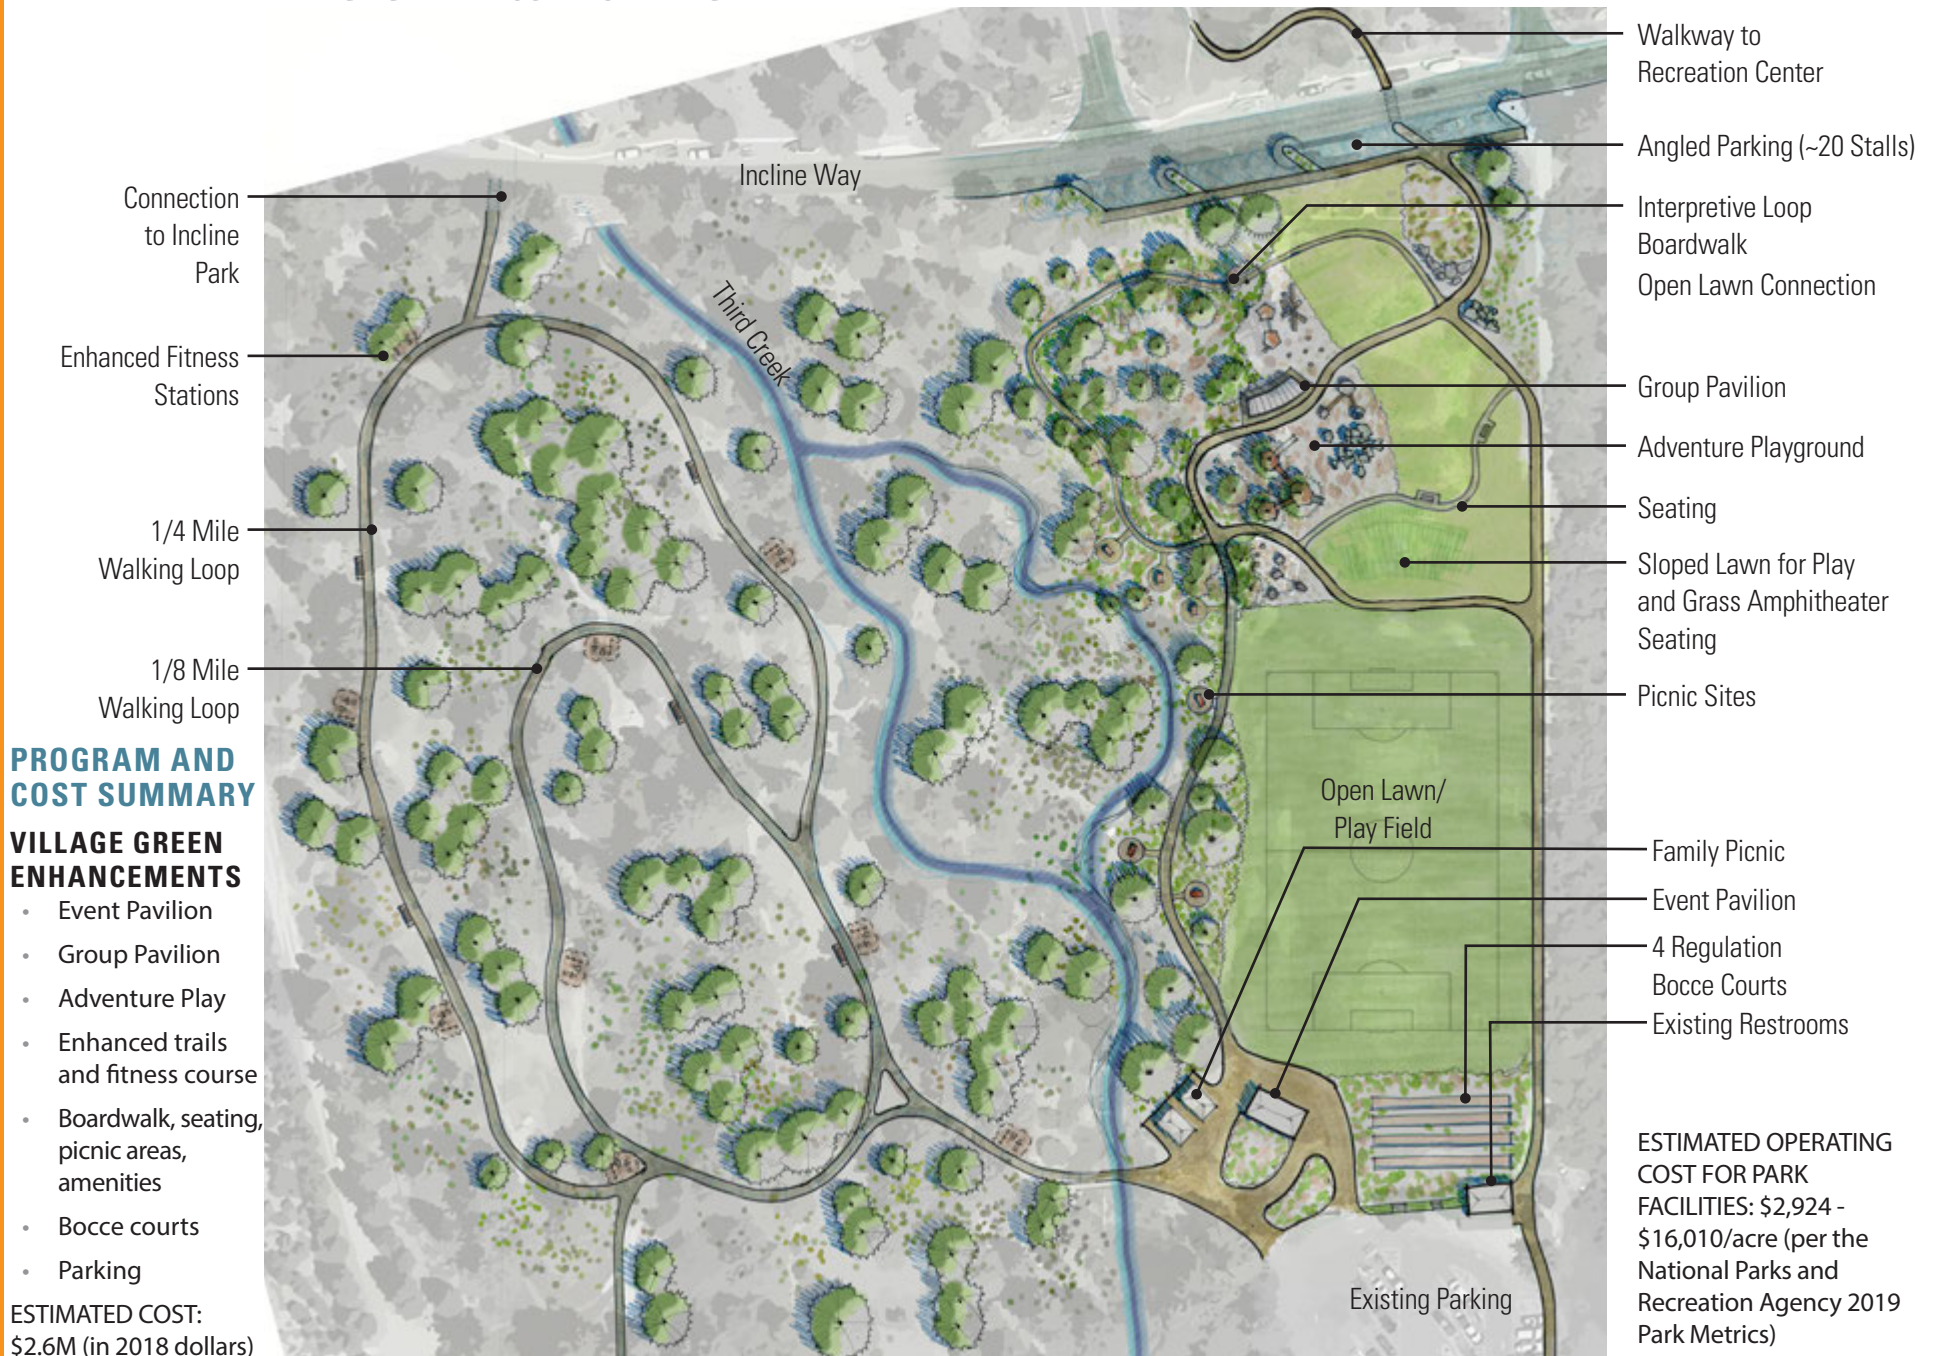 Connection
to Incline
Park
Enhanced Fitness
Stations
1/4 Mile
Walking Loop
1/8 Mile
Walking Loop
PROGRAM AND
COST SUMMARY
VILLAGE GREEN
ENHANCEMENTS
• Event Pavilion
• Group Pavilion
• Adventure Play
• Enhanced trails
and fitness course
• Boardwalk, seating,
picnic areas,
amenities
• Bocce courts
• Parking
ESTIMATED COST:
$2.6M (in 2018 dollars)
Incline Way
Third Creek
Open Lawn/
Play Field
Existing Parking
Walkway to
Recreation Center
Angled Parking (~20 Stalls)
Interpretive Loop
Boardwalk
Open Lawn Connection
Group Pavilion
Adventure Playground
Seating
Sloped Lawn for Play
and Grass Amphitheater
Seating
Picnic Sites
Family Picnic
Event Pavilion
4 Regulation
Bocce Courts
Existing Restrooms
ESTIMATED OPERATING
COST FOR PARK
FACILITIES: $2,924 -
$16,010/acre (per the
National Parks and
Recreation Agency 2019
Park Metrics)